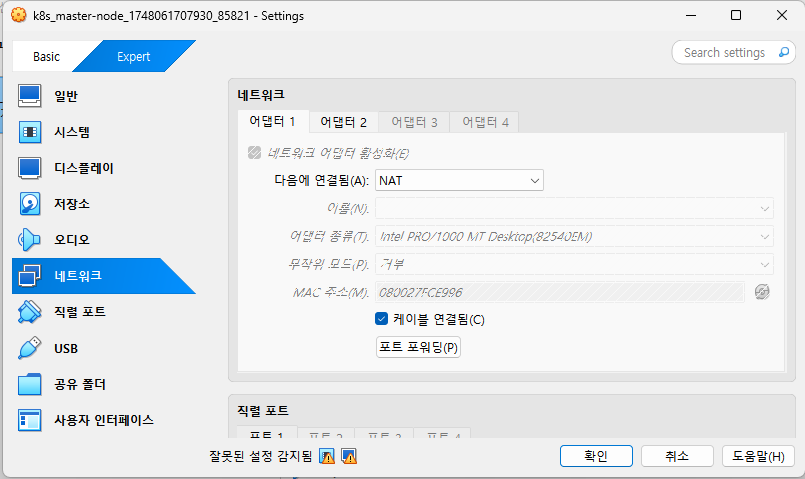 k8s_master-node_1748061707930_85821 - Settings
Basic
Expert
Search settings
일반
시스템
디스플레이
저장소
오디오
네트워크
직렬 포트
USB
공유 폴더
사용자 인터페이스
네트워크
어댑터 1
어댑터 2
어댑터 3
어댑터 4
네트워크 어댑터 활성화(E)
다음에 연결됨(A):
NAT
이름(N):
어댑터 종류(T):
Intel PRO/1000 MT Desktop(82540EM)
무작위 모드(P):
거부
MAC 주소(M):
080027FCE996
케이블 연결됨(C)
포트 포워딩(P)
직렬 포트
포트 1
포트 2
포트 3
포트 4
잘못된 설정 감지됨
확인
취소
도움말(H)